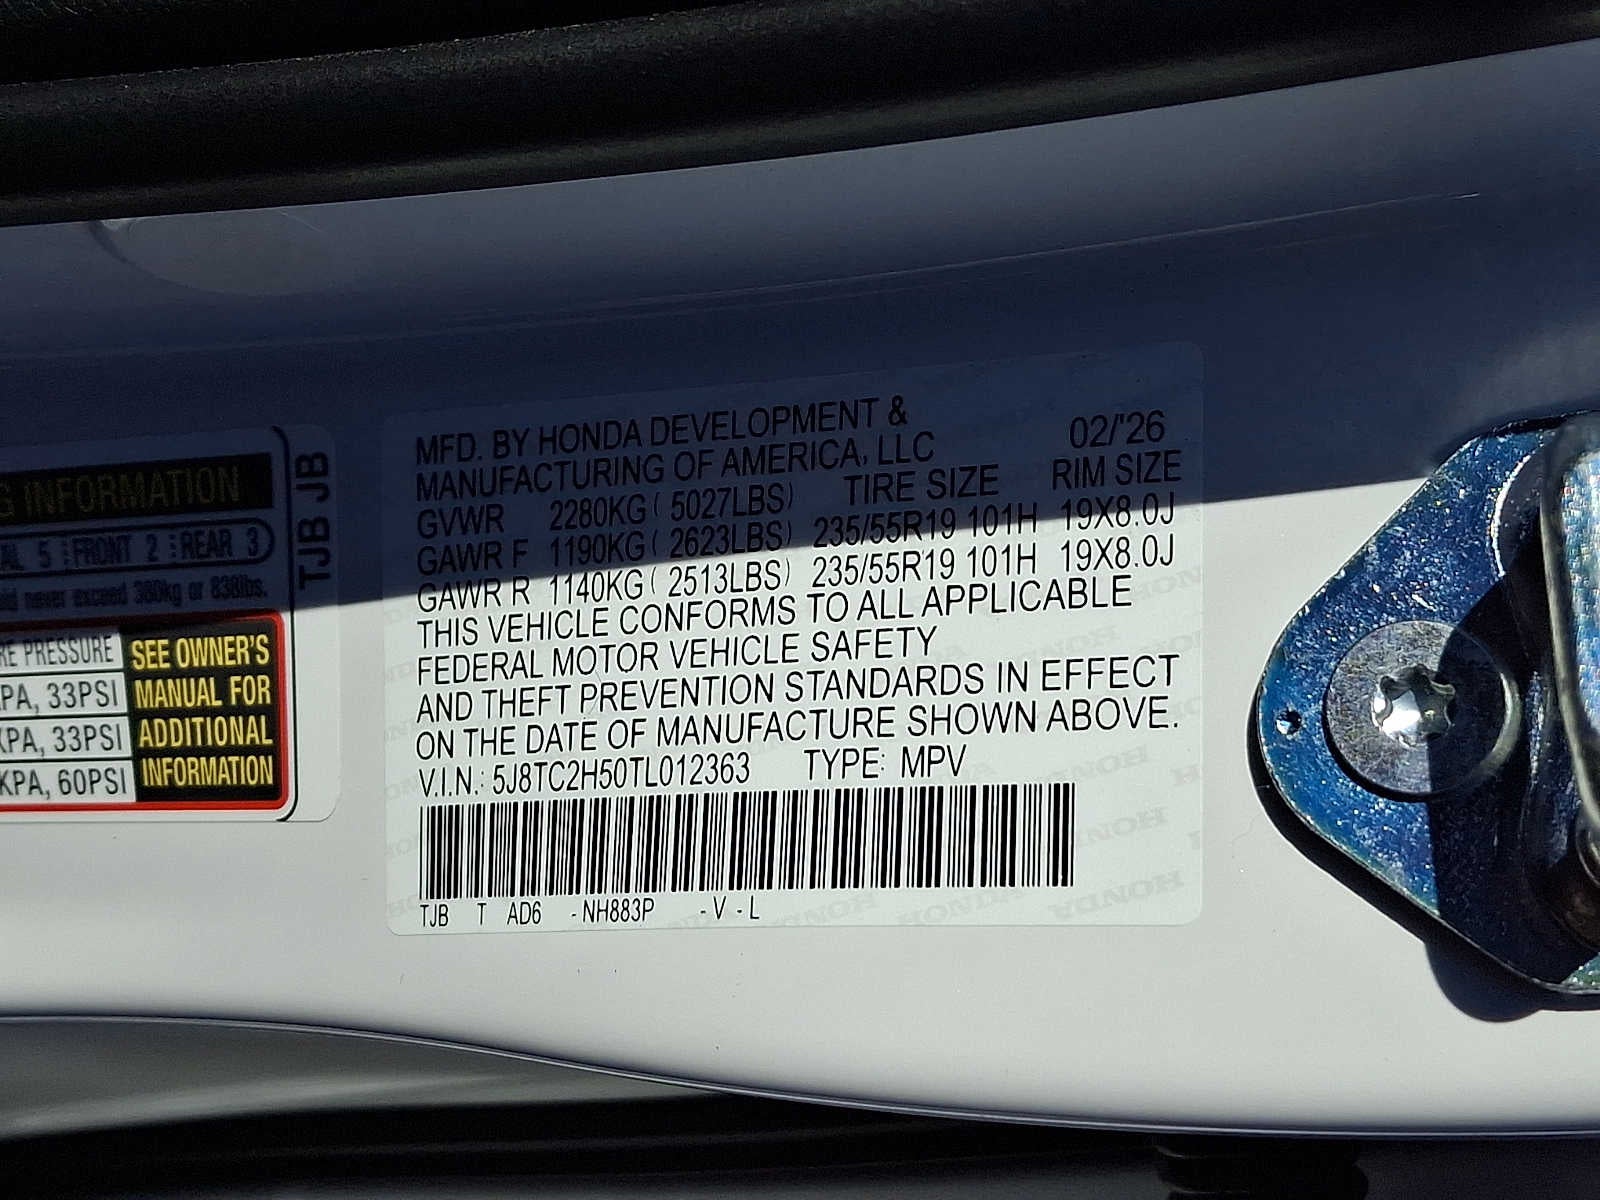 G INFORMATION
AL 5 FRONT 2 REAR 3
never exceed 380kg or 838lbs.
RE PRESSURE
KPA, 33PSI
KPA, 33PSI
KPA, 60PSI
SEE OWNER'S
MANUAL FOR
ADDITIONAL
INFORMATION
TJB JB
MFD. BY HONDA DEVELOPMENT &
MANUFACTURING OF AMERICA, LLC 02/'26
GVWR 2280KG ( 5027LBS) TIRE SIZE RIM SIZE
GAWR F 1190KG ( 2623LBS) 235/55R19 101H 19X8.0J
GAWR R 1140KG ( 2513LBS) 235/55R19 101H 19X8.0J
THIS VEHICLE CONFORMS TO ALL APPLICABLE
FEDERAL MOTOR VEHICLE SAFETY
AND THEFT PREVENTION STANDARDS IN EFFECT
ON THE DATE OF MANUFACTURE SHOWN ABOVE.
V.I.N.: 5J8TC2H50TL012363 TYPE: MPV
TJB T AD6 -NH883P -V-L